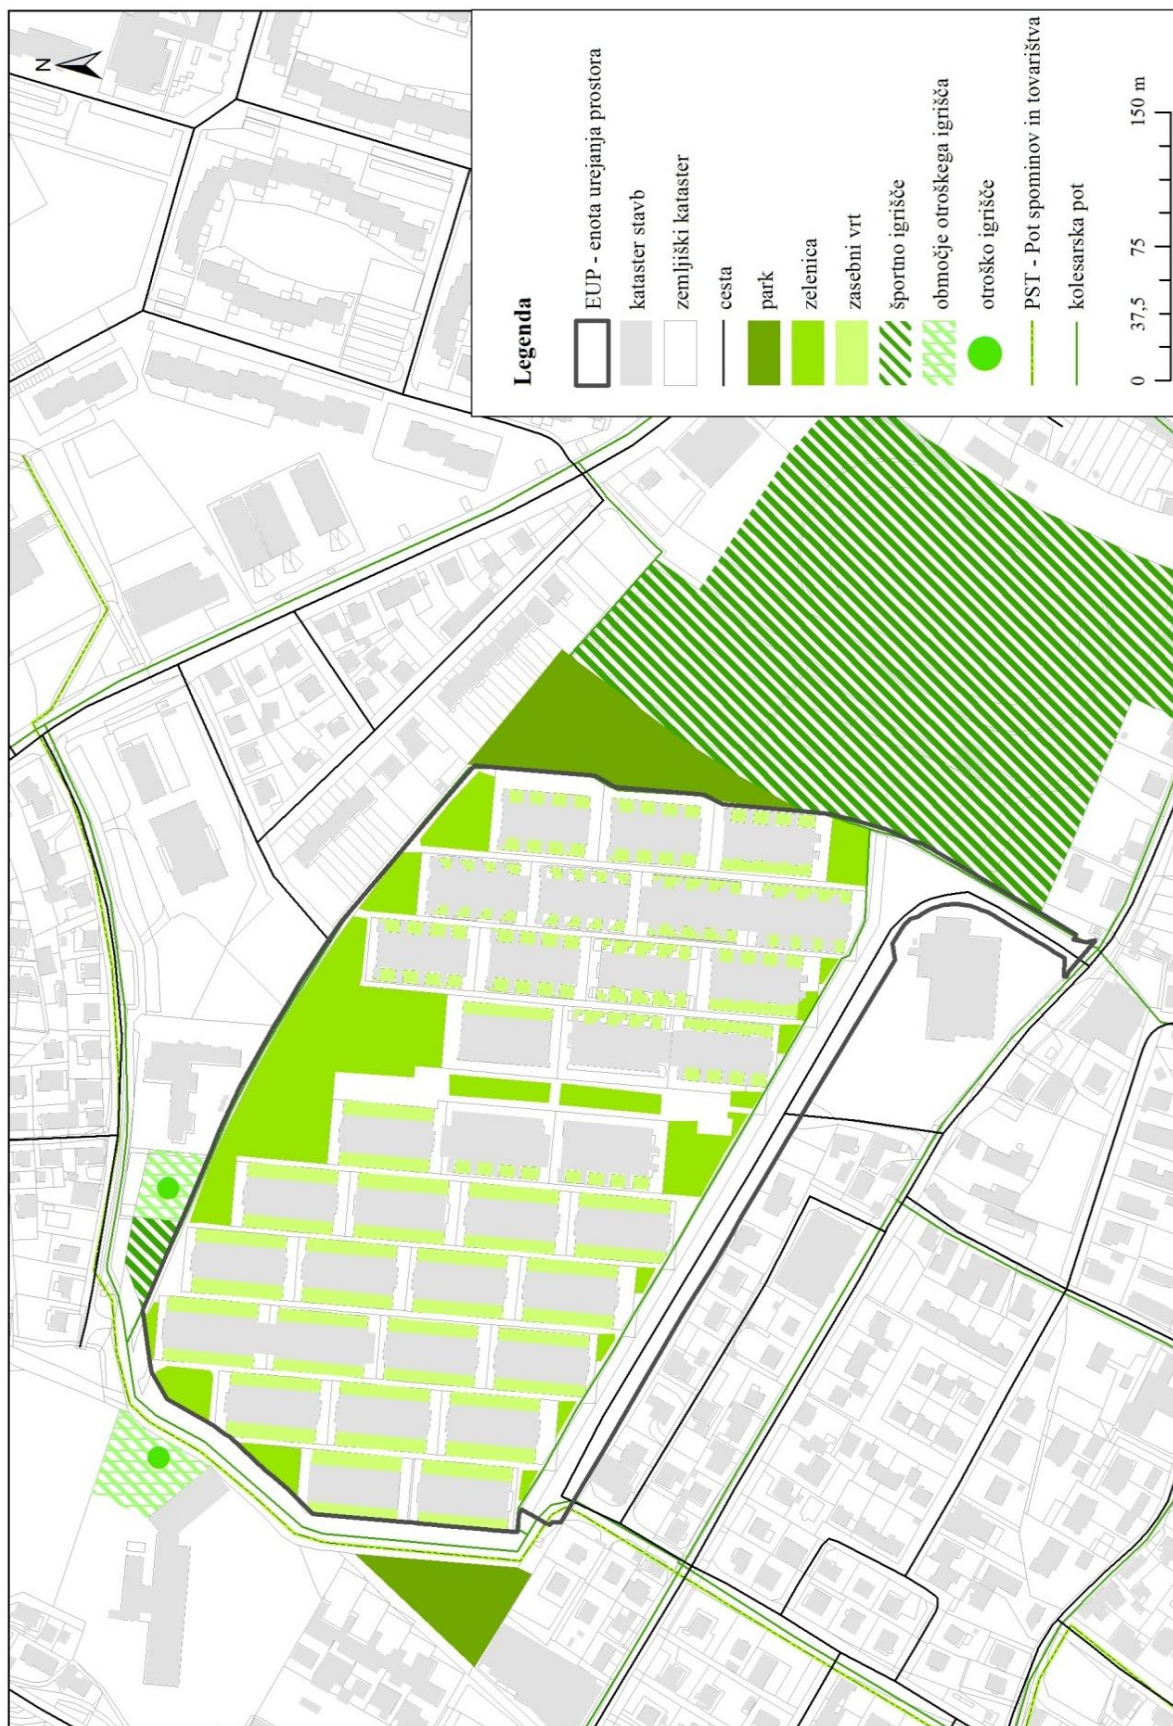 N
Legenda
EUP - enota urejanja prostora
kataster stavb
zemljiški kataster
cesta
park
zelenica
zasebni vrt
športno igrišče
območje otroškega igrišča
otroško igrišče
PST - Pot spominov in tovarištva
kolesarska pot
0 37,5 75 150 m